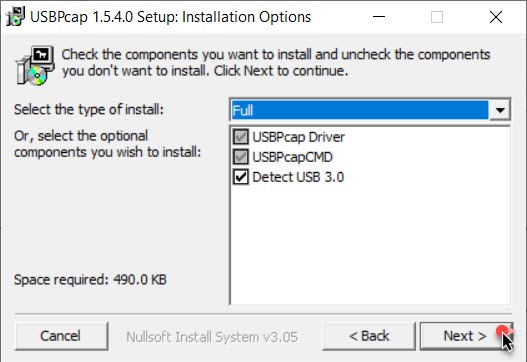 USBPcap 1.5.4.0 Setup: Installation Options
Check the components you want to install and uncheck the components
you don't want to install. Click Next to continue.
Select the type of install:
Full
Or, select the optional
components you wish to install:
USBPcap Driver
USBPcapCMD
Detect USB 3.0
Space required: 490.0 KB
Cancel
Nullsoft Install System v3.05
< Back
Next >